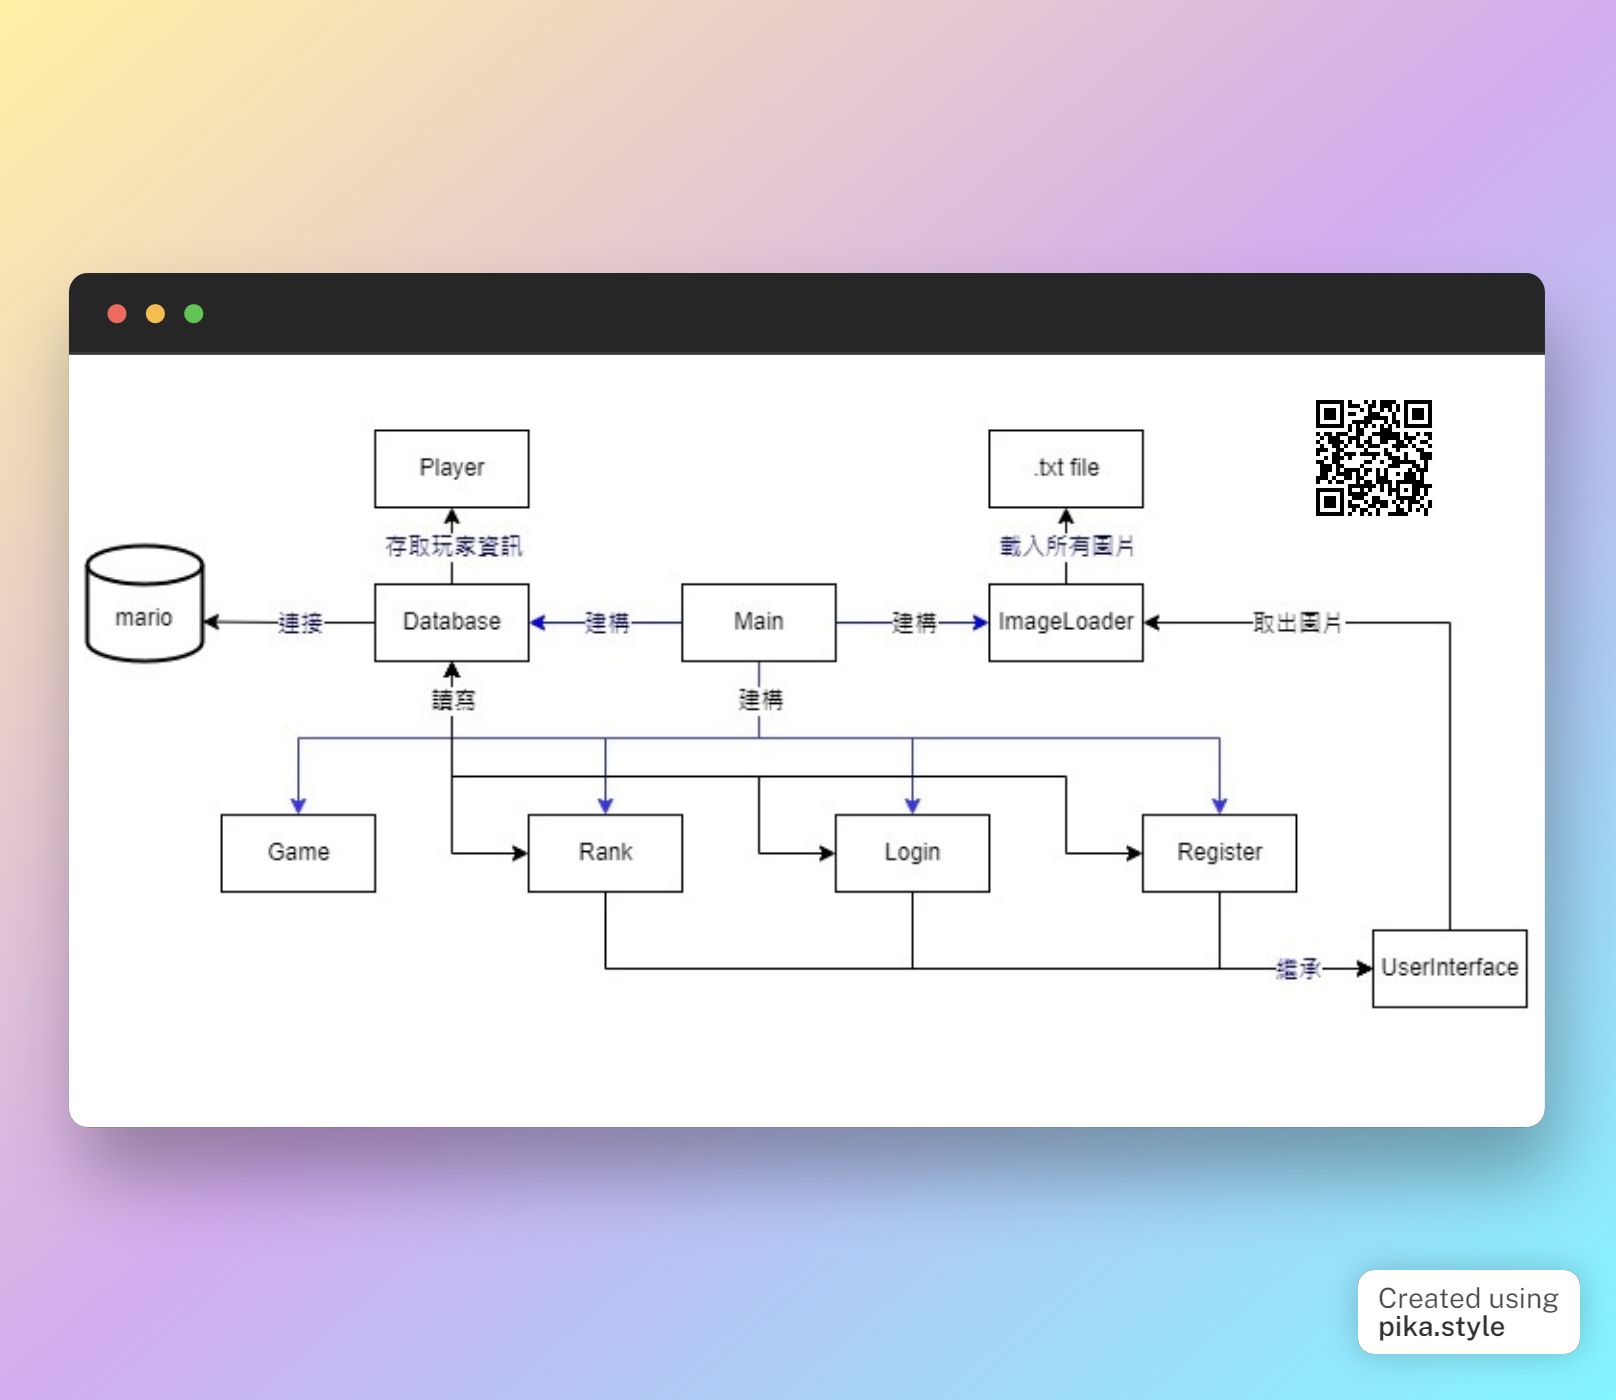 Player
.txt file
存取玩家資訊
載入所有圖片
mario
連接
Database
建構
Main
建構
ImageLoader
取出圖片
讀寫
建構
Game
Rank
Login
Register
繼承
UserInterface
Created using
pika.style